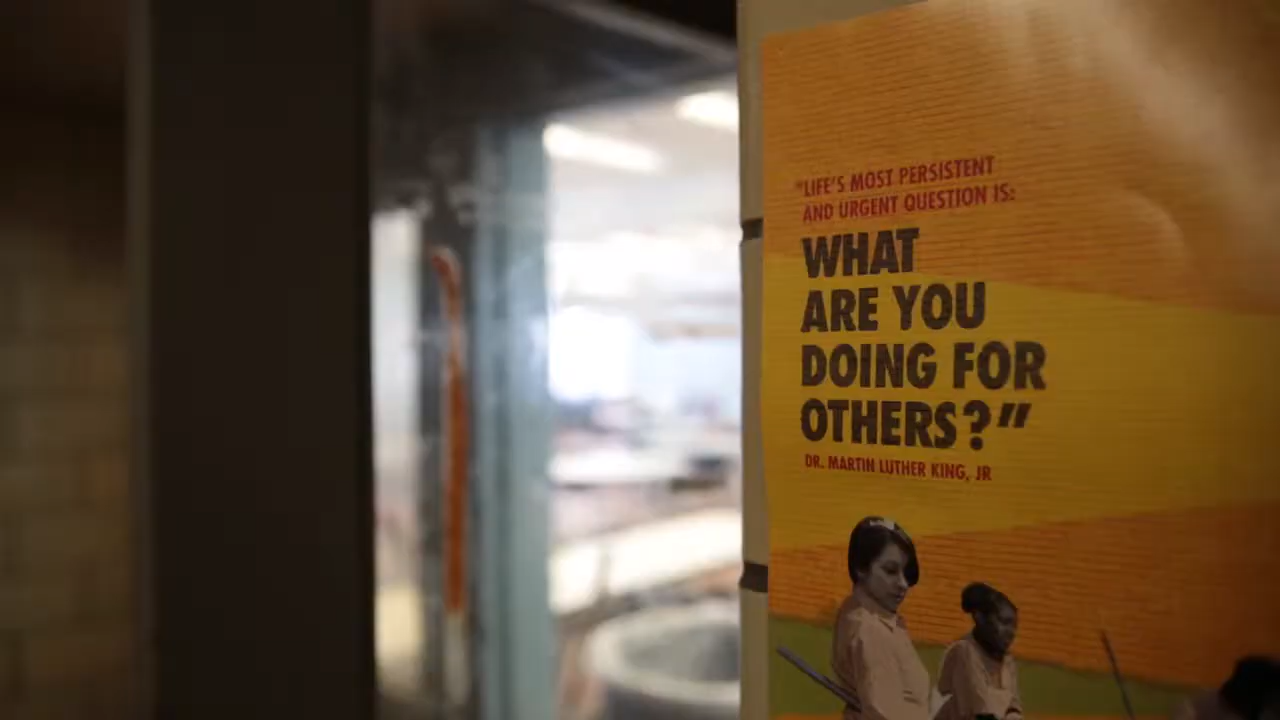 "LIFE'S MOST PERSISTENT
AND URGENT QUESTION IS:
WHAT
ARE YOU
DOING FOR
OTHERS?"
DR. MARTIN LUTHER KING, JR